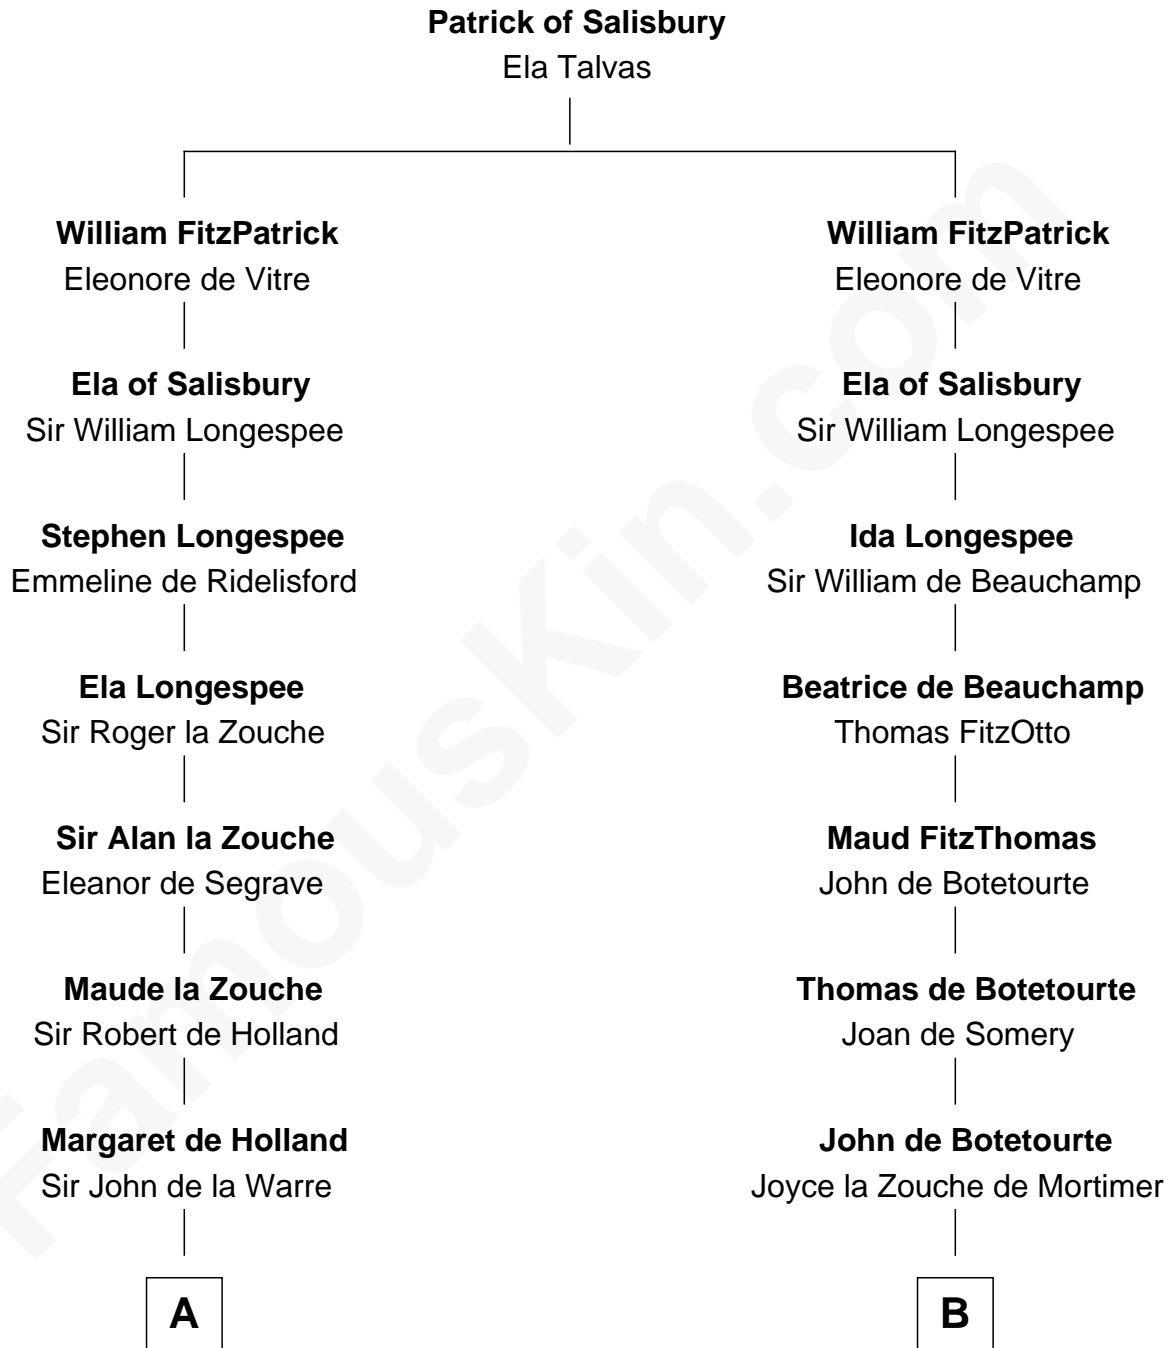 Patrick of Salisbury
Ela Talvas
William FitzPatrick
Eleonore de Vitre
Ela of Salisbury
Sir William Longespee
Stephen Longespee
Emmeline de Ridelisford
Ela Longespee
Sir Roger la Zouche
Sir Alan la Zouche
Eleanor de Segrave
Maude la Zouche
Sir Robert de Holland
Margaret de Holland
Sir John de la Warre
A
William FitzPatrick
Eleonore de Vitre
Ela of Salisbury
Sir William Longespee
Ida Longespee
Sir William de Beauchamp
Beatrice de Beauchamp
Thomas FitzOtto
Maud FitzThomas
John de Botetourte
Thomas de Botetourte
Joan de Somery
John de Botetourte
Joyce la Zouche de Mortimer
B
FamousKin.com